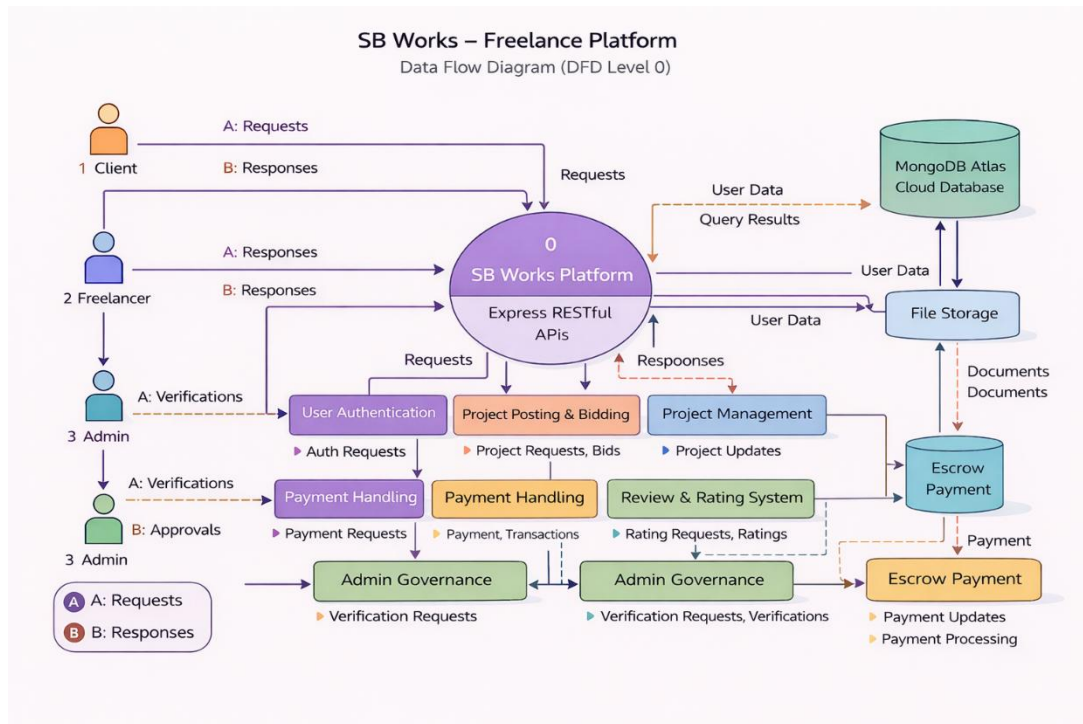 SB Works – Freelance Platform
Data Flow Diagram (DFD Level 0)
A: Requests
1 Client
B: Responses
Requests
MongoDB Atlas
Cloud Database
User Data
Query Results
0
SB Works Platform
Express RESTful
APis
A: Responses
2 Freelancer
B: Responses
User Data
User Data
File Storage
Requests
Respoonses
Documents
Documents
A: Verifications
3 Admin
User Authentication
Project Posting & Bidding
Project Management
Auth Requests
Project Requests, Bids
Project Updates
Escrow
Payment
A: Verifications
B: Approvals
3 Admin
Payment Handling
Payment Handling
Review & Rating System
Payment Requests
Payment, Transactions
Rating Requests, Ratings
Payment
Admin Governance
Admin Governance
Escrow Payment
Verification Requests
Verification Requests, Verifications
Payment Updates
Payment Processing
A A: Requests
B B: Responses